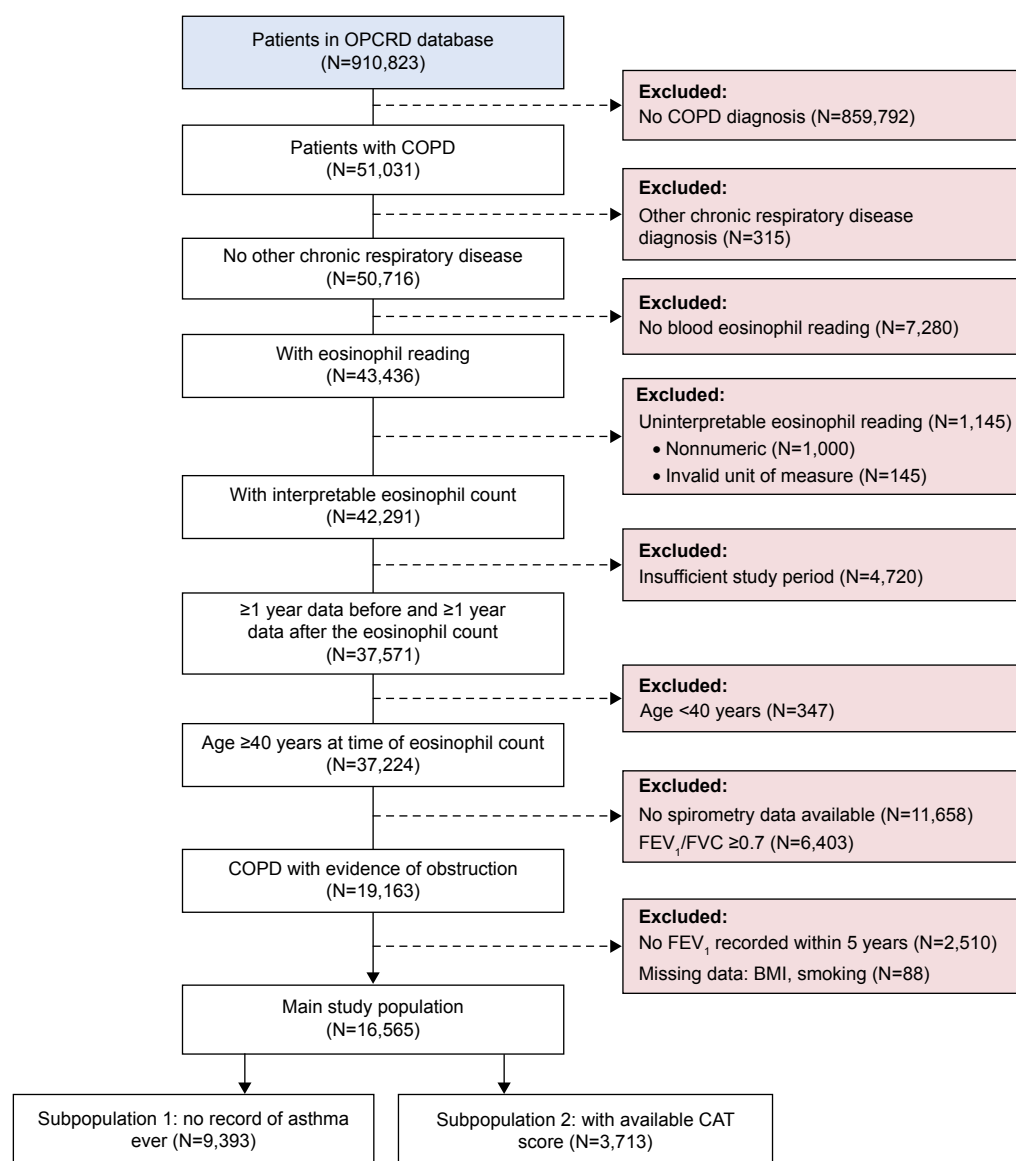 Patients in OPCRD database
(N=910,823)
Excluded:
No COPD diagnosis (N=859,792)
Patients with COPD
(N=51,031)
Excluded:
Other chronic respiratory disease
diagnosis (N=315)
No other chronic respiratory disease
(N=50,716)
Excluded:
No blood eosinophil reading (N=7,280)
With eosinophil reading
(N=43,436)
Excluded:
Uninterpretable eosinophil reading (N=1,145)
• Nonnumeric (N=1,000)
• Invalid unit of measure (N=145)
With interpretable eosinophil count
(N=42,291)
Excluded:
Insufficient study period (N=4,720)
≥1 year data before and ≥1 year
data after the eosinophil count
(N=37,571)
Excluded:
Age <40 years (N=347)
Age ≥40 years at time of eosinophil count
(N=37,224)
Excluded:
No spirometry data available (N=11,658)
FEV₁/FVC ≥0.7 (N=6,403)
COPD with evidence of obstruction
(N=19,163)
Excluded:
No FEV₁ recorded within 5 years (N=2,510)
Missing data: BMI, smoking (N=88)
Main study population
(N=16,565)
Subpopulation 1: no record of asthma
ever (N=9,393)
Subpopulation 2: with available CAT
score (N=3,713)